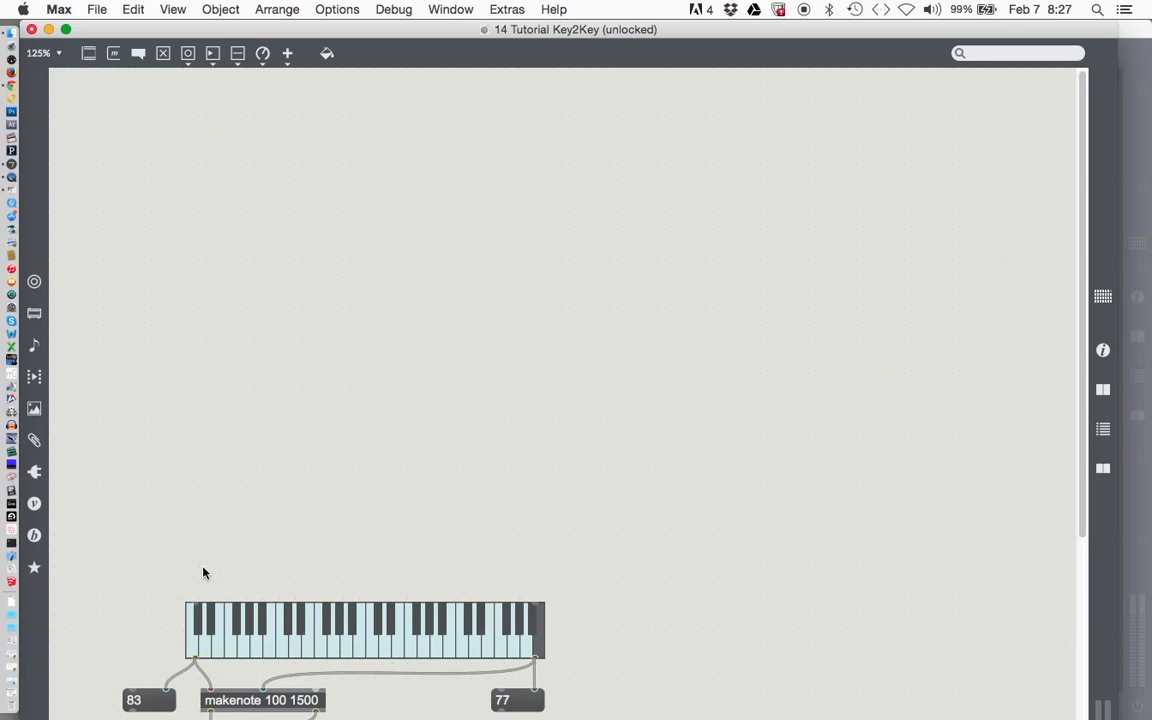 Max File Edit View Object Arrange Options Debug Window Extras Help 4 99% Feb 7 8:27
14 Tutorial Key2Key (unlocked)
125%
83 makenote 100 1500 77